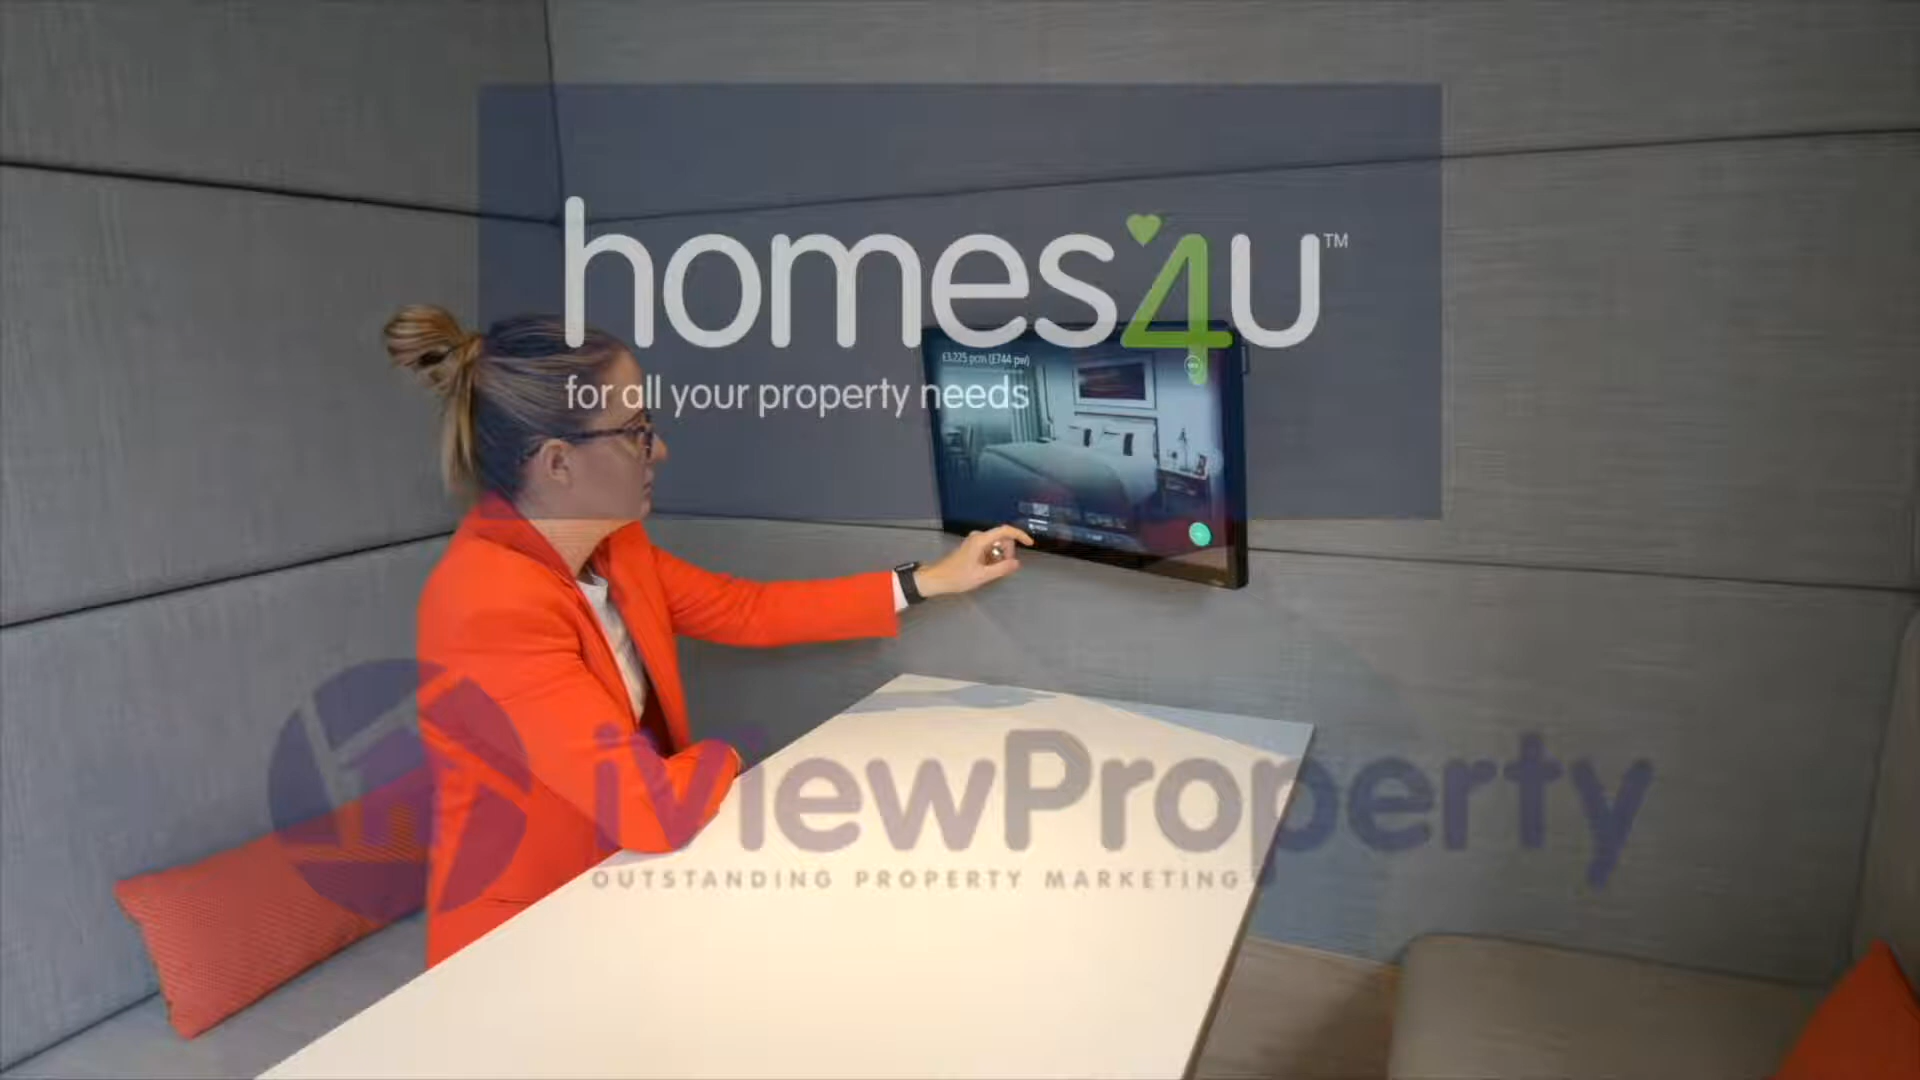 homes4u™
for all your property needs
£3,225 pcm (£744 pw)
iViewProperty
OUTSTANDING PROPERTY MARKETING